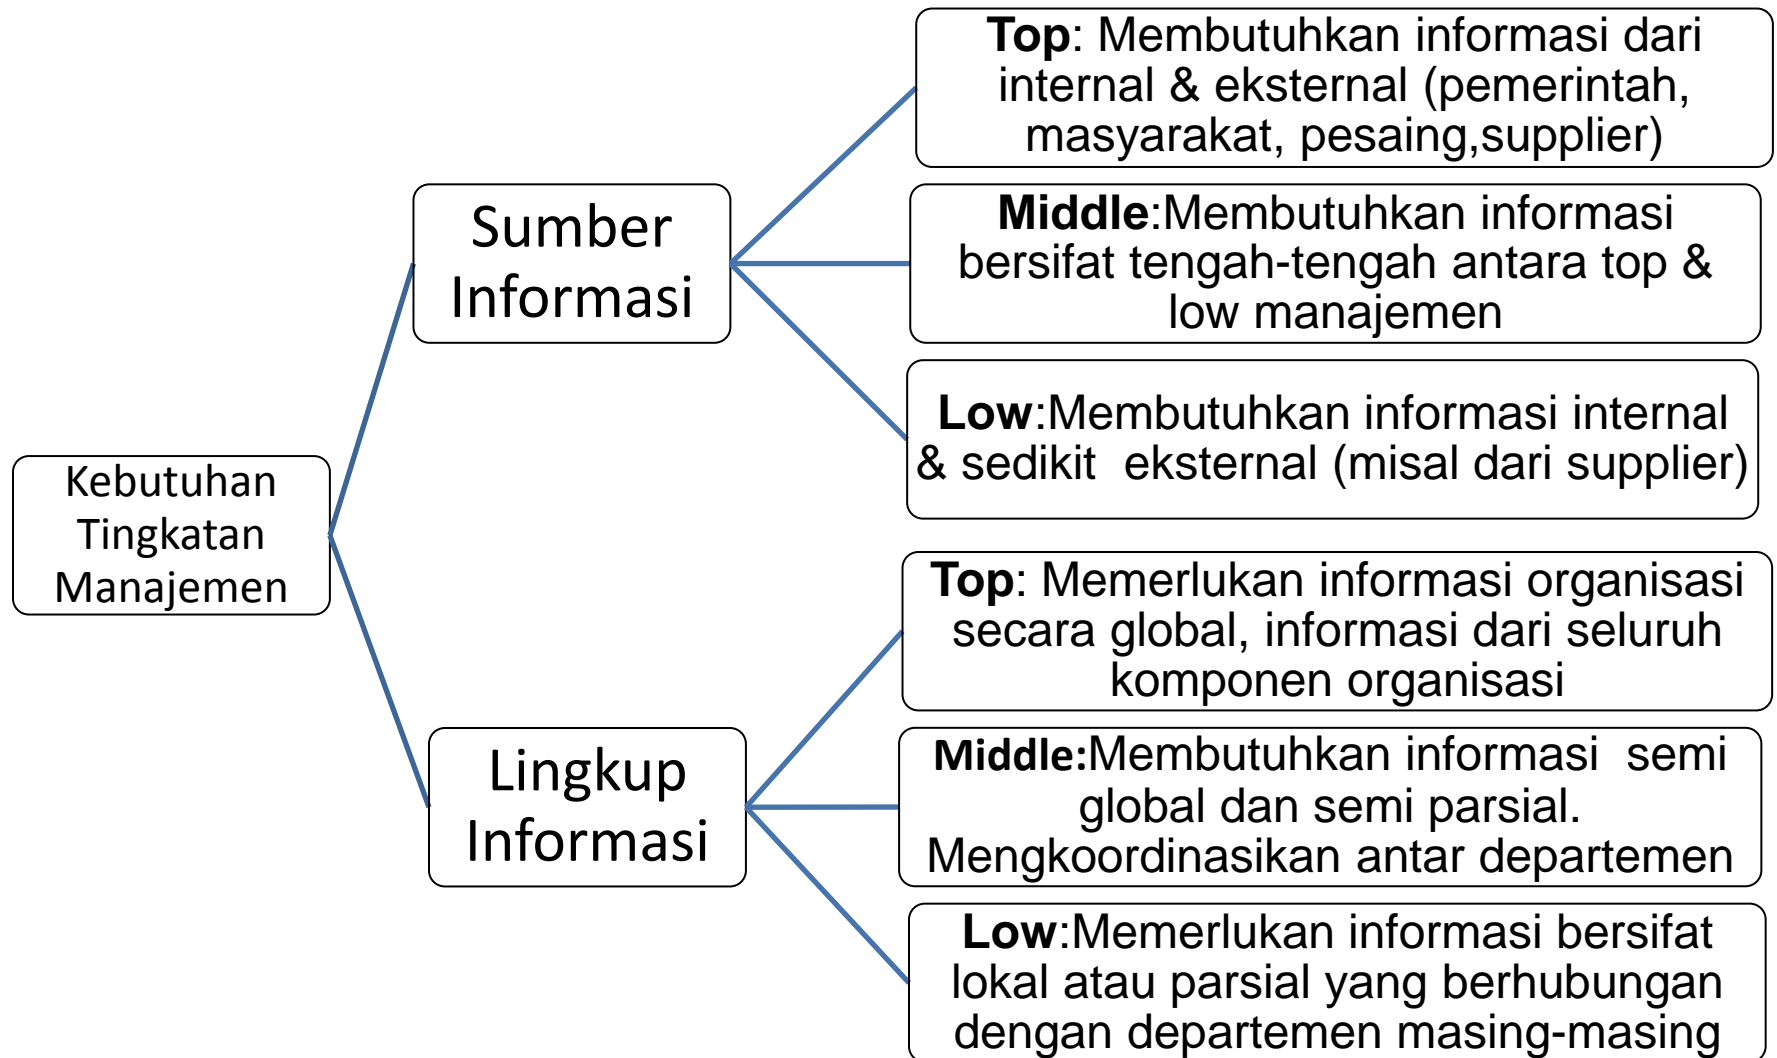 Kebutuhan
Tingkatan
Manajemen
Sumber
Informasi
Top: Membutuhkan informasi dari
internal & eksternal (pemerintah,
masyarakat, pesaing,supplier)
Middle:Membutuhkan informasi
bersifat tengah-tengah antara top &
low manajemen
Low:Membutuhkan informasi internal
& sedikit eksternal (misal dari supplier)
Lingkup
Informasi
Top: Memerlukan informasi organisasi
secara global, informasi dari seluruh
komponen organisasi
Middle:Membutuhkan informasi semi
global dan semi parsial.
Mengkoordinasikan antar departemen
Low:Memerlukan informasi bersifat
lokal atau parsial yang berhubungan
dengan departemen masing-masing